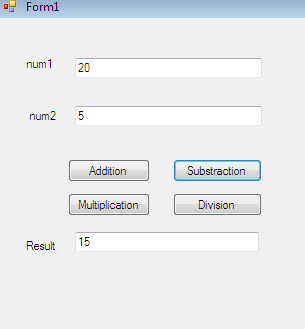 Form1
num1 20
num2 5
Addition Substraction
Multiplication Division
Result 15